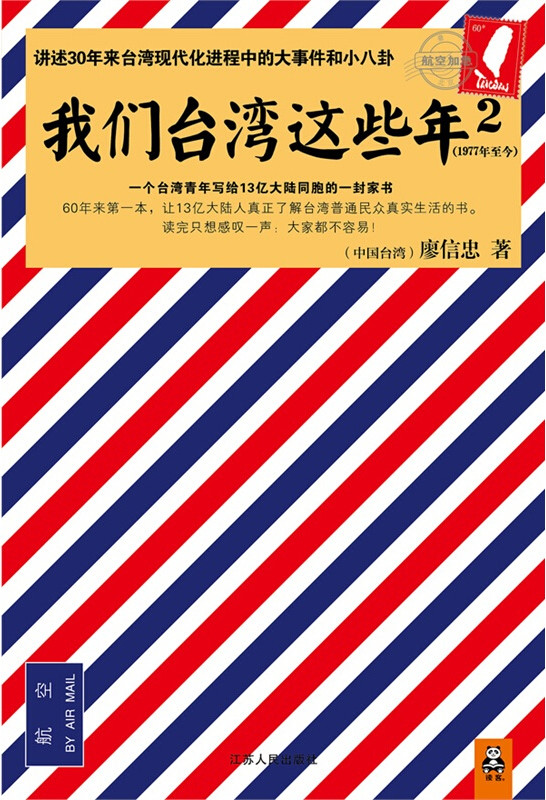 讲述30年来台湾现代化进程中的大事件和小八卦
航空加急
60°
TAIWAN
我们台湾这些年2
(1977年至今)
一个台湾青年写给13亿大陆同胞的一封家书
60年来第一本，让13亿大陆人真正了解台湾普通民众真实生活的书。
读完只想感叹一声：大家都不容易！
（中国台湾）廖信忠 著
航空
BY AIR MAIL
江苏人民出版社
读客。